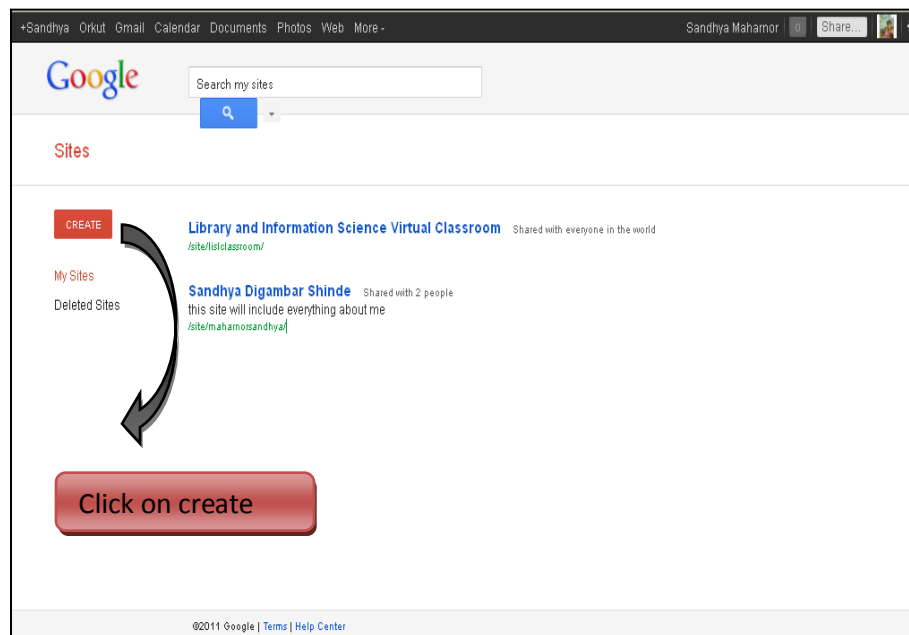 +Sandhya Orkut Gmail Calendar Documents Photos Web More -
Sandhya Maharnor 0 Share...
Google
Search my sites
Sites
CREATE
My Sites
Deleted Sites
Library and Information Science Virtual Classroom Shared with everyone in the world
/site/lislclassroom/
Sandhya Digambar Shinde Shared with 2 people
this site will include everything about me
/site/maharnorsandhya/
Click on create
©2011 Google | Terms | Help Center